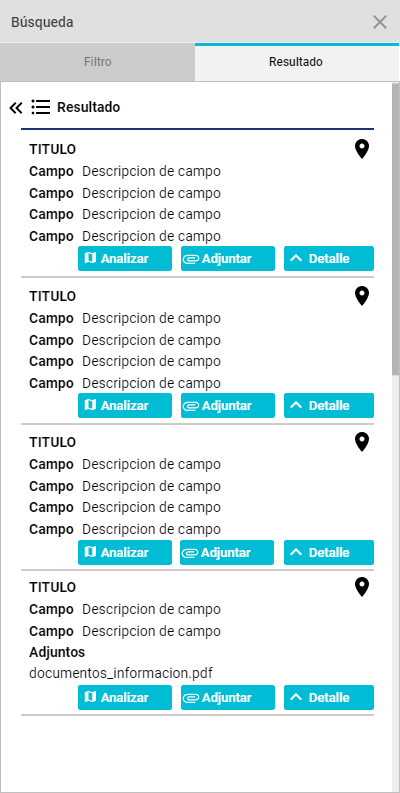 Búsqueda
Filtro Resultado
Resultado
TITULO
Campo Descripcion de campo
Campo Descripcion de campo
Campo Descripcion de campo
Campo Descripcion de campo
Analizar Adjuntar Detalle
TITULO
Campo Descripcion de campo
Campo Descripcion de campo
Campo Descripcion de campo
Campo Descripcion de campo
Analizar Adjuntar Detalle
TITULO
Campo Descripcion de campo
Campo Descripcion de campo
Campo Descripcion de campo
Campo Descripcion de campo
Analizar Adjuntar Detalle
TITULO
Campo Descripcion de campo
Campo Descripcion de campo
Adjuntos
documentos_informacion.pdf
Analizar Adjuntar Detalle